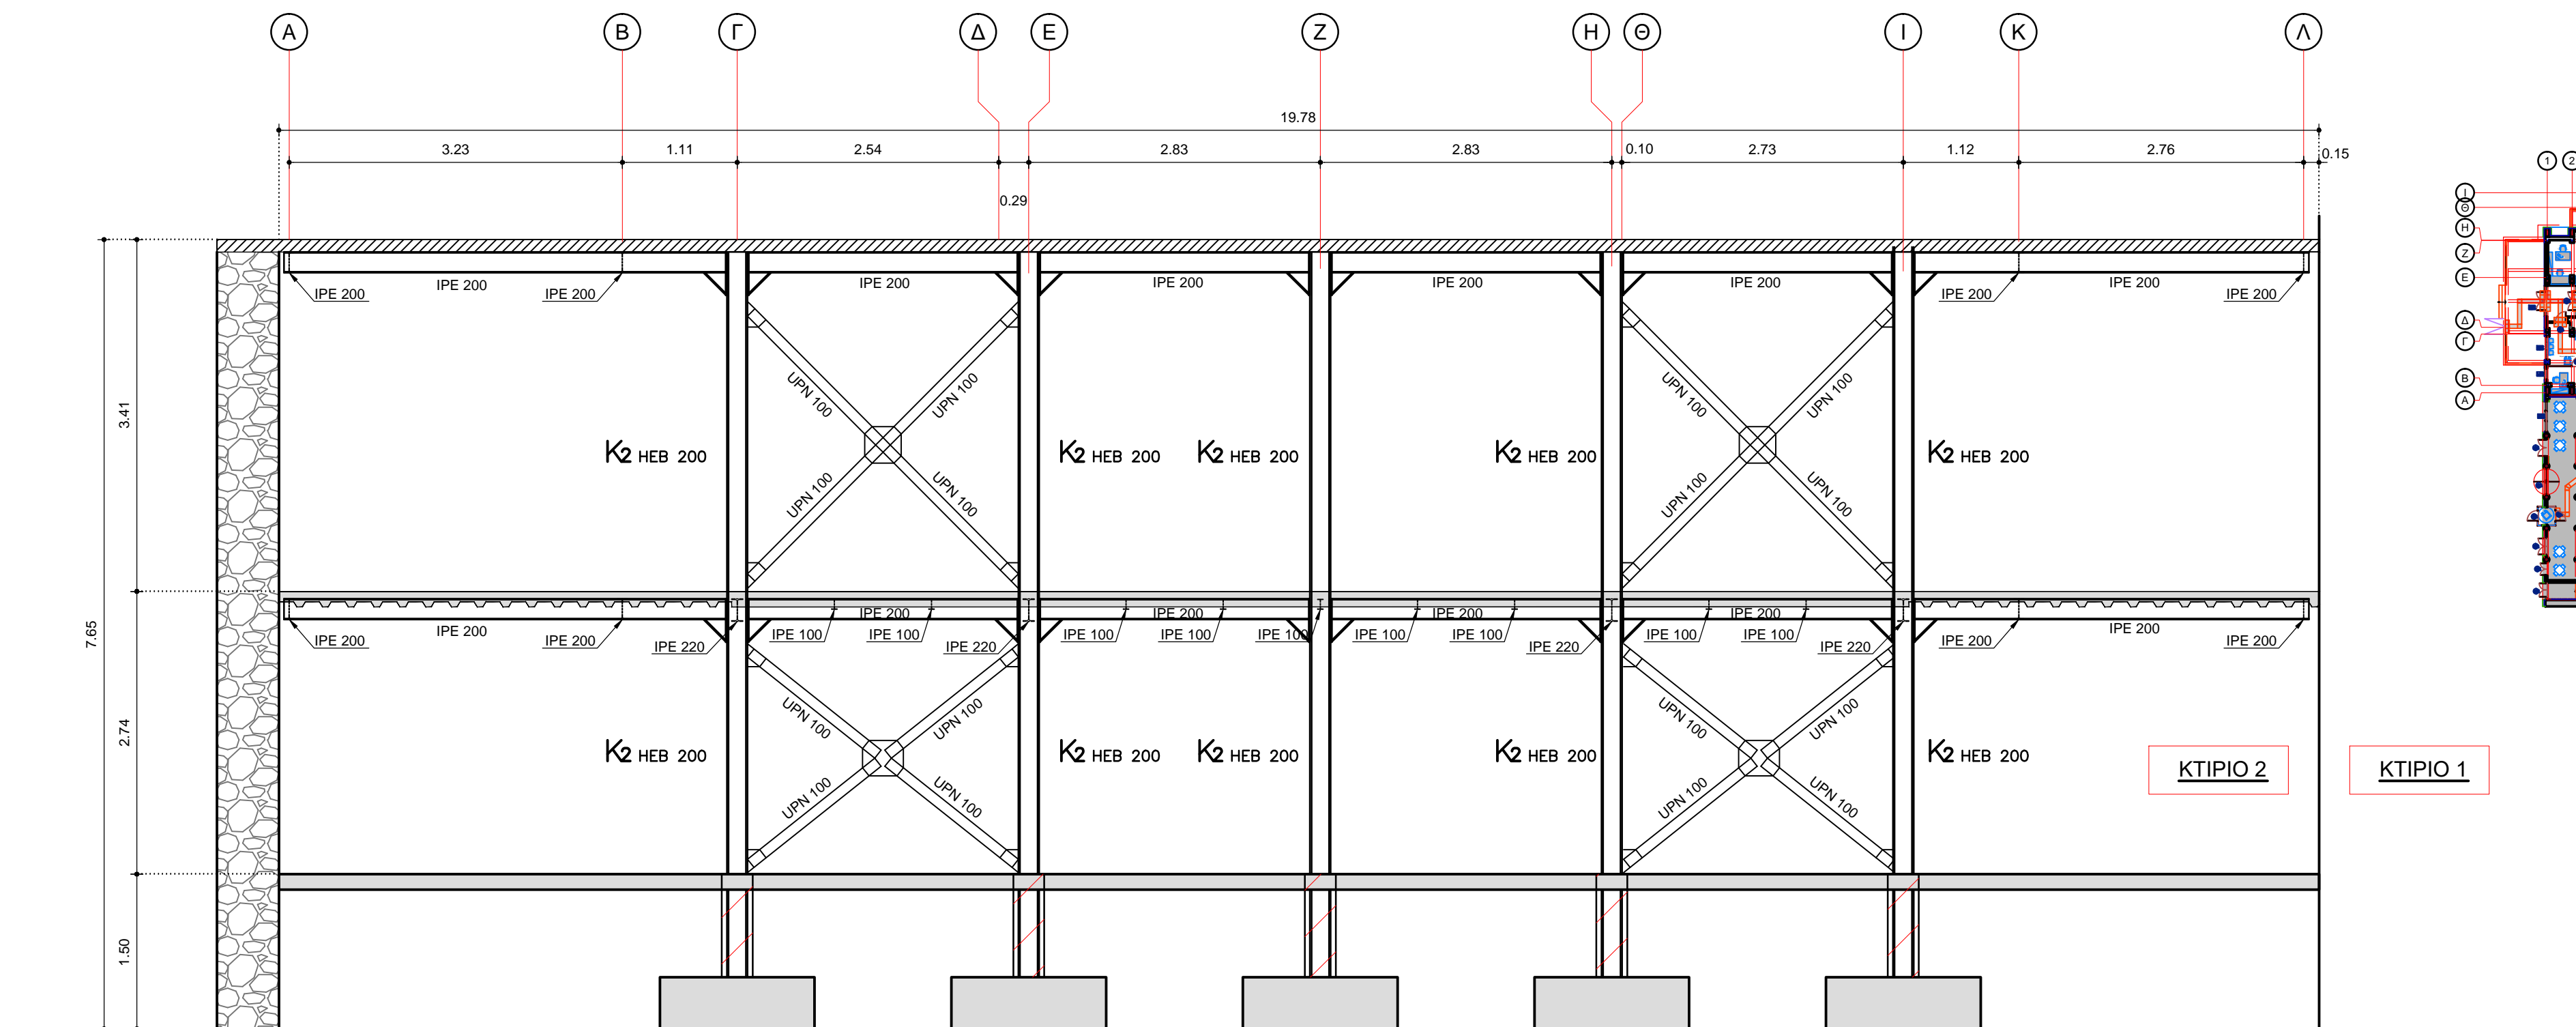 Α Β Γ Δ Ε Ζ Η Θ Ι Κ Λ
19.78
3.23 1.11 2.54 2.83 2.83 0.10 2.73 1.12 2.76 0.15
0.29
IPE 200 IPE 200 IPE 200 IPE 200 IPE 200 IPE 200 IPE 200 IPE 200 IPE 200 IPE 200
UPN 100 UPN 100 UPN 100 UPN 100
3.41
K2 HEB 200 K2 HEB 200 K2 HEB 200 K2 HEB 200 K2 HEB 200
UPN 100 UPN 100 UPN 100 UPN 100
IPE 200 IPE 200 IPE 200 IPE 200
IPE 200 IPE 200 IPE 200 IPE 220 IPE 100 IPE 100 IPE 220 IPE 100 IPE 100 IPE 100 IPE 100 IPE 100 IPE 220 IPE 100 IPE 100 IPE 220 IPE 200 IPE 200 IPE 200
7.65
UPN 100 UPN 100 UPN 100 UPN 100
2.74
K2 HEB 200 K2 HEB 200 K2 HEB 200 K2 HEB 200 K2 HEB 200
ΚΤΙΡΙΟ 2 ΚΤΙΡΙΟ 1
UPN 100 UPN 100 UPN 100 UPN 100
1.50
1 2
Ι
Θ
Η
Ζ
Ε
Δ
Γ
Β
Α